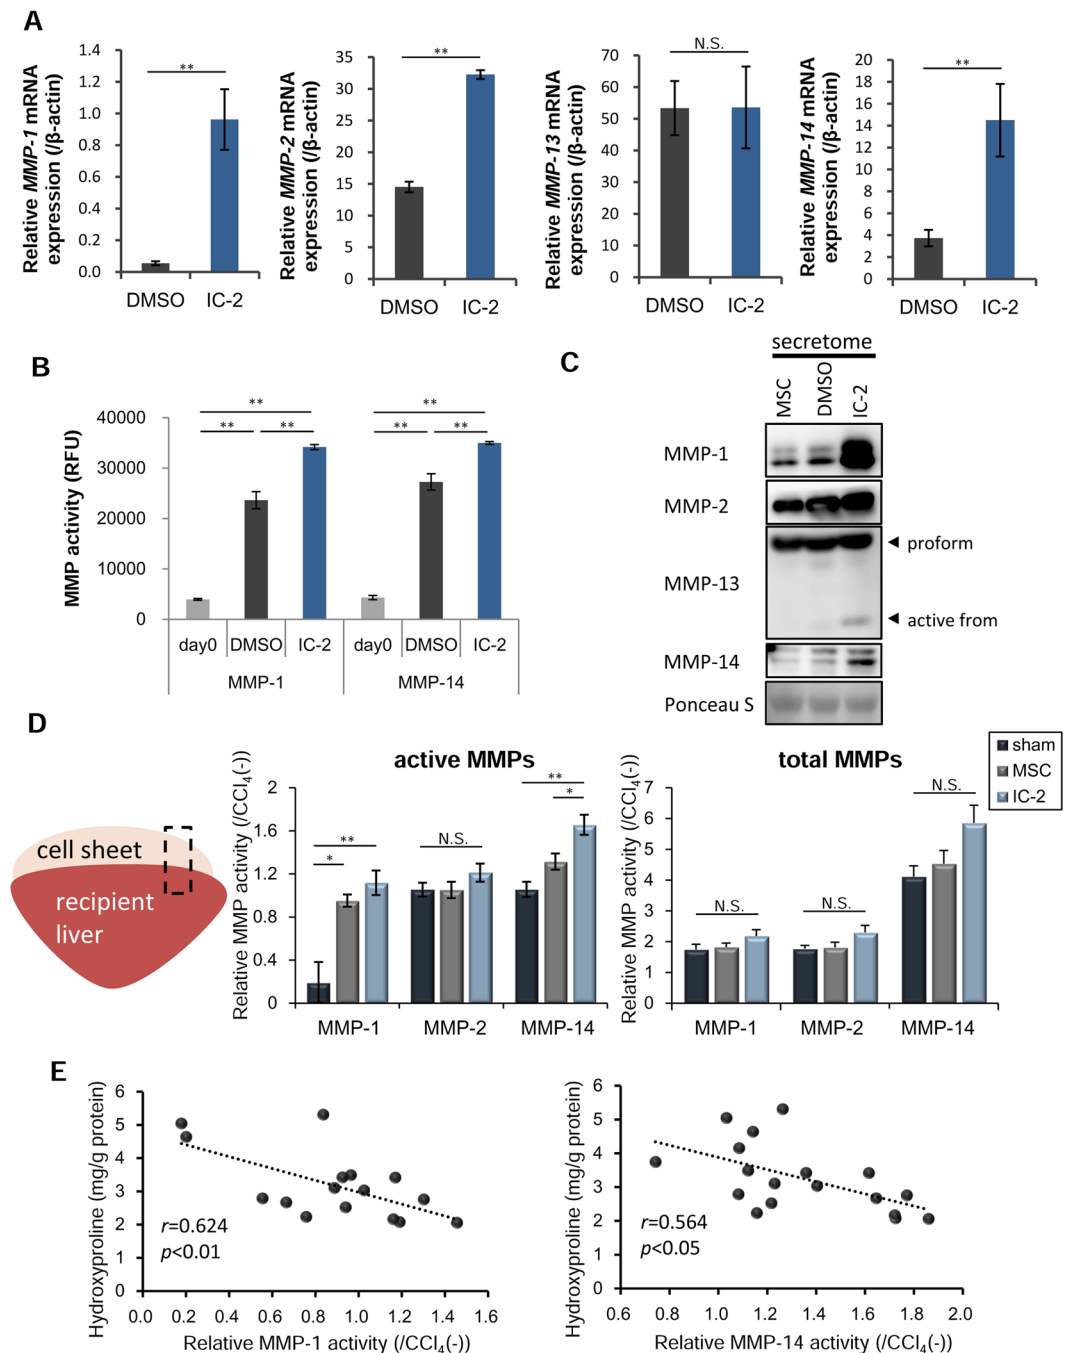 A
Relative MMP-1 mRNA
expression (/β-actin)
1.4
1.2
1.0
0.8
0.6
0.4
0.2
0.0
**
DMSO
IC-2
Relative MMP-2 mRNA
expression (/β-actin)
35
30
25
20
15
10
5
0
**
DMSO
IC-2
Relative MMP-13 mRNA
expression (/β-actin)
70
60
50
40
30
20
10
0
N.S.
DMSO
IC-2
Relative MMP-14 mRNA
expression (/β-actin)
20
18
16
14
12
10
8
6
4
2
0
**
DMSO
IC-2
B
MMP activity (RFU)
40000
30000
20000
10000
0
**
** **
**
** **
day0 DMSO IC-2 day0 DMSO IC-2
MMP-1 MMP-14
C
secretome
MSC
DMSO
IC-2
MMP-1
MMP-2
proform
MMP-13
active from
MMP-14
Ponceau S
D
cell sheet
recipient
liver
active MMPs
Relative MMP activity (/CCl₄(-))
2
1.6
1.2
0.8
0.4
0
**
*
N.S.
**
*
MMP-1 MMP-2 MMP-14
total MMPs
Relative MMP activity (/CCl₄(-))
7
6
5
4
3
2
1
0
N.S.
N.S.
N.S.
MMP-1 MMP-2 MMP-14
sham
MSC
IC-2
E
Hydroxyproline (mg/g protein)
6
5
4
3
2
1
0
r=0.624
p<0.01
0.0 0.2 0.4 0.6 0.8 1.0 1.2 1.4 1.6
Relative MMP-1 activity (/CCl₄(-))
Hydroxyproline (mg/g protein)
6
5
4
3
2
1
0
r=0.564
p<0.05
0.6 0.8 1.0 1.2 1.4 1.6 1.8 2.0
Relative MMP-14 activity (/CCl₄(-))